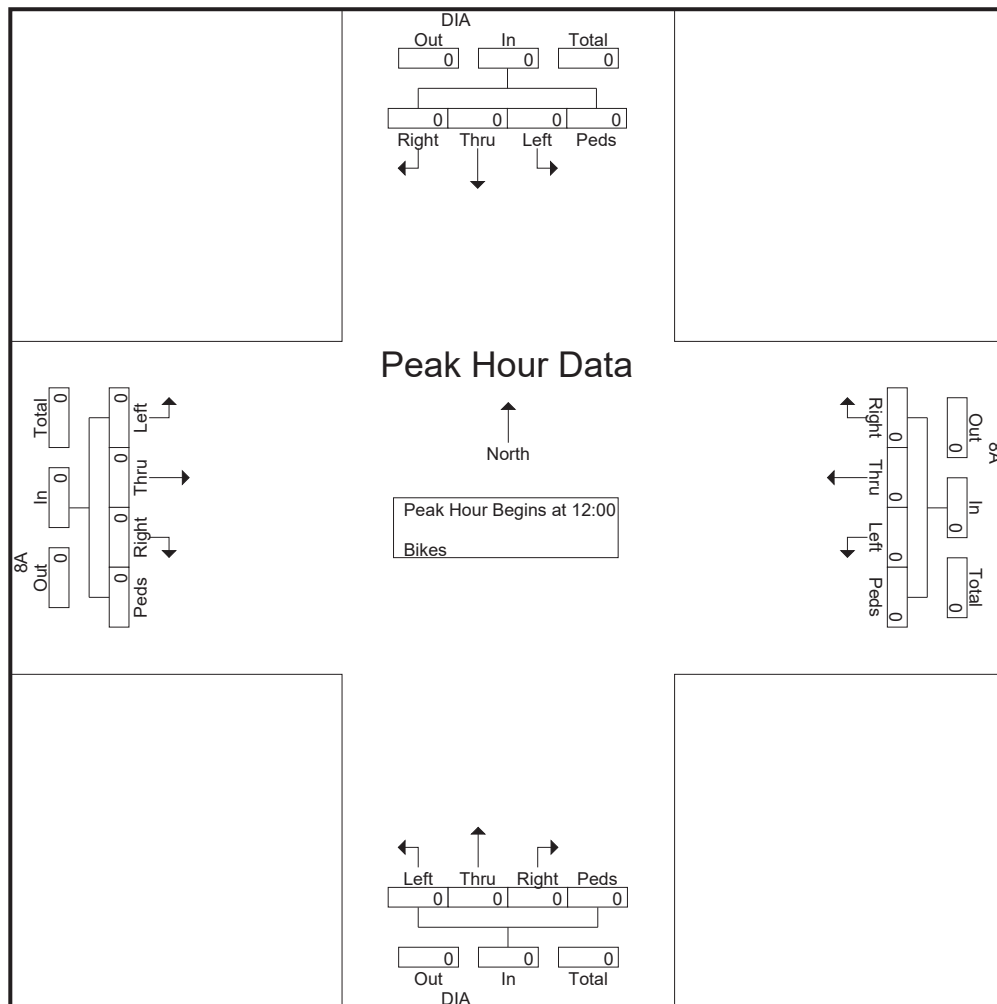 DIA
Out In Total
0 0 0
0 0 0 0
Right Thru Left Peds
Peak Hour Data
North
Peak Hour Begins at 12:00
Bikes
8A
Out In Total
0 0 0
0 0 0 0
Peds Right Thru Left
8A
Out In Total
0 0 0
0 0 0 0
Right Thru Left Peds
Left Thru Right Peds
0 0 0 0
0 0 0
Out In Total
DIA